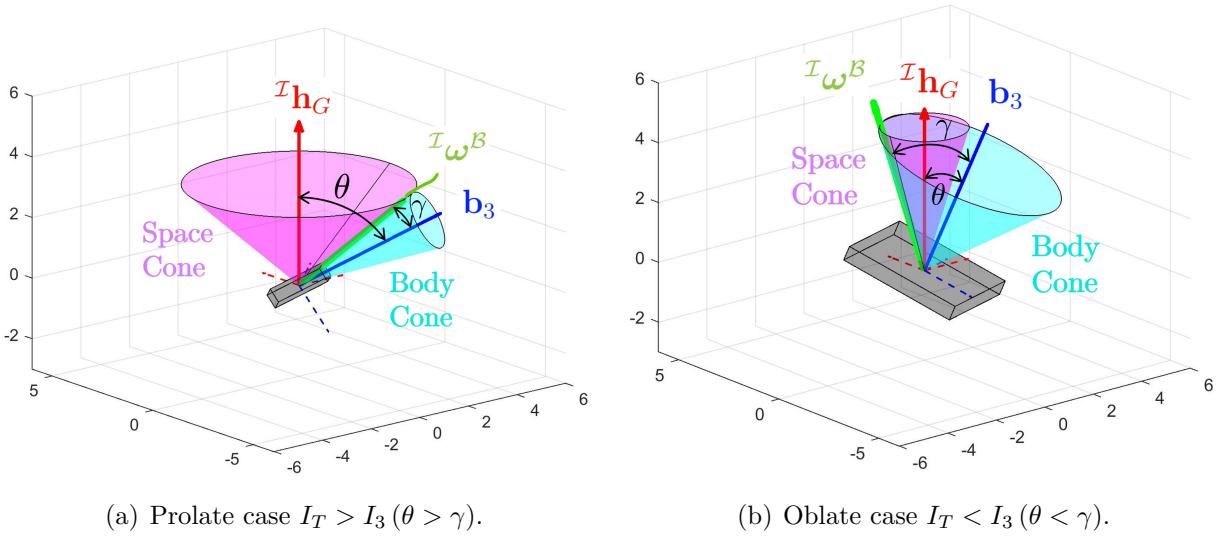 6
4
2
0
-2
5
0
-5
-6
-4
-2
0
2
4
6
ᴵh_G
ᴵω^B
b₃
θ
γ
Space
Cone
Body
Cone
(a) Prolate case I_T > I_3 (θ > γ).
6
4
2
0
-2
5
0
-5
-6
-4
-2
0
2
4
6
ᴵω^B
ᴵh_G
b₃
γ
θ
Space
Cone
Body
Cone
(b) Oblate case I_T < I_3 (θ < γ).